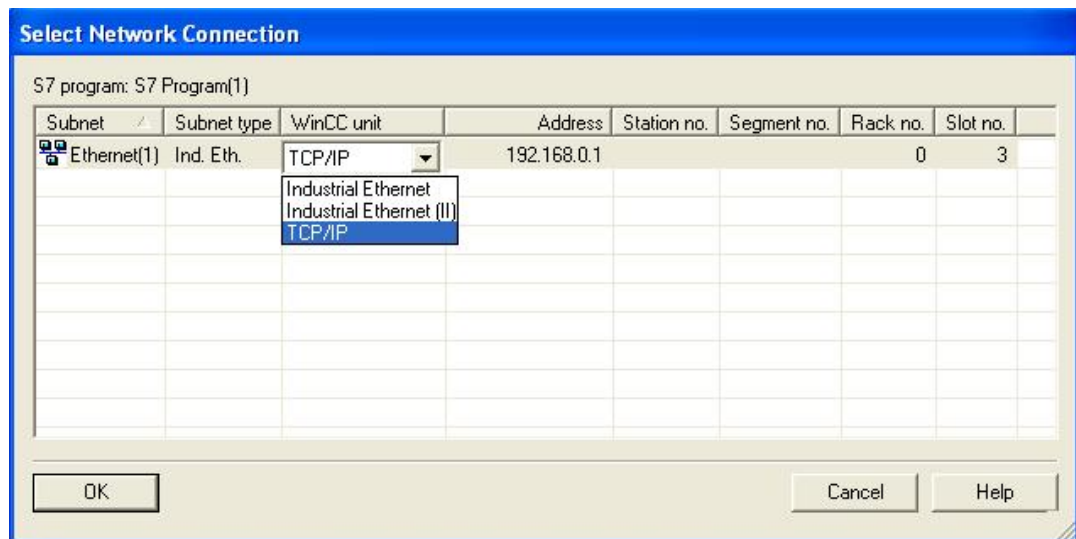 Select Network Connection
S7 program: S7 Program(1)
Subnet Subnet type WinCC unit Address Station no. Segment no. Rack no. Slot no.
Ethernet(1) Ind. Eth. TCP/IP 192.168.0.1 0 3
Industrial Ethernet
Industrial Ethernet (II)
TCP/IP
OK Cancel Help